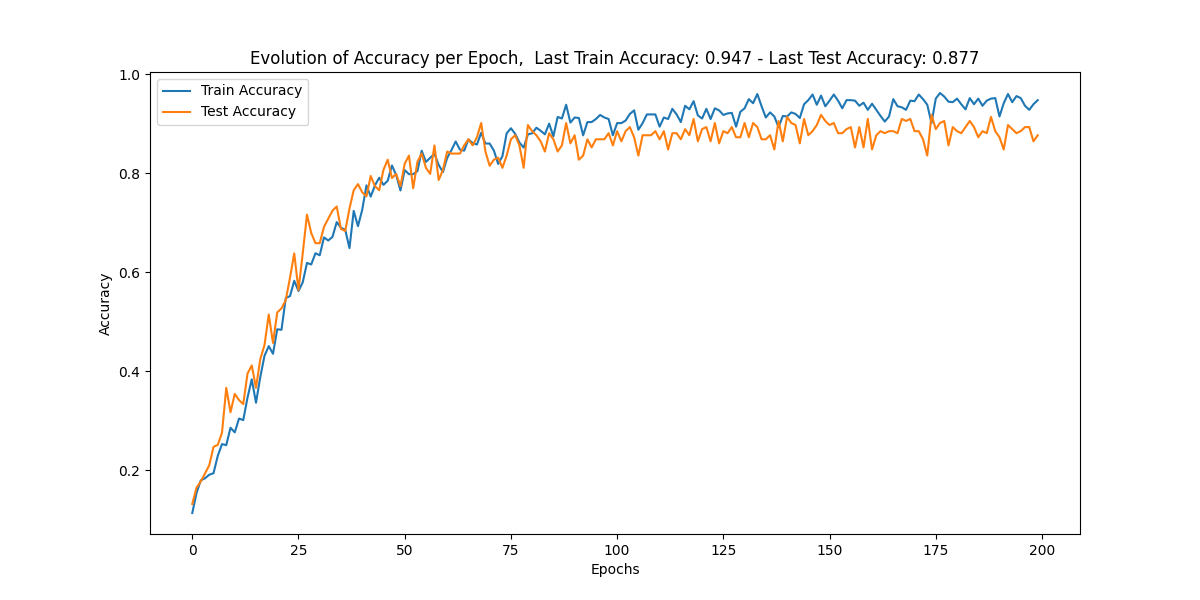 Evolution of Accuracy per Epoch,  Last Train Accuracy: 0.947 - Last Test Accuracy: 0.877
Train Accuracy
Test Accuracy
1.0
0.8
0.6
0.4
0.2
Accuracy
0 25 50 75 100 125 150 175 200
Epochs